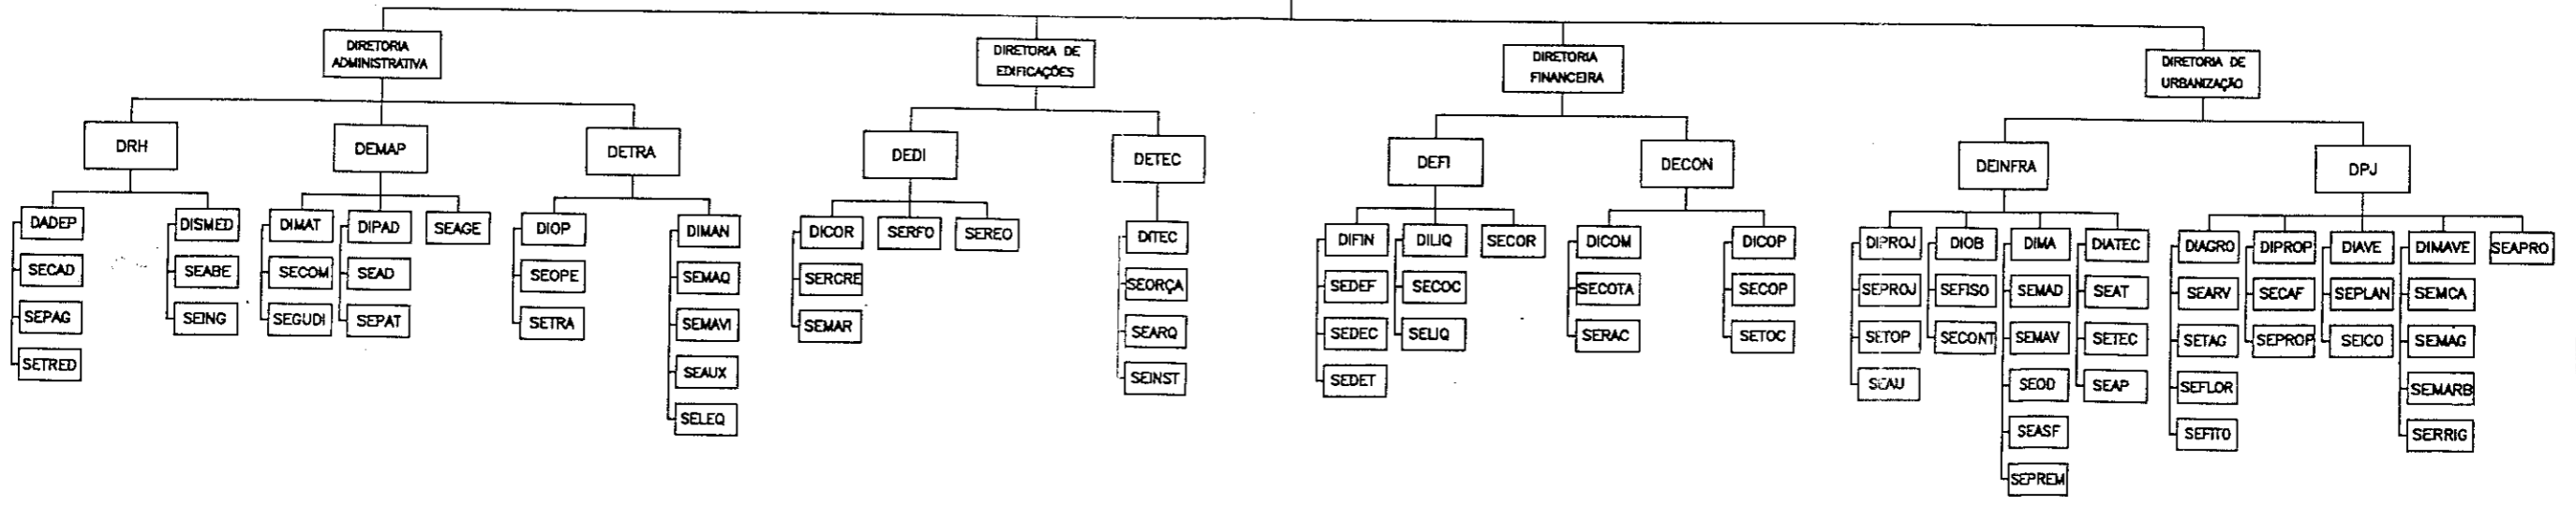 DIRETORIA
ADMINISTRATIVA
DIRETORIA DE
EDIFICAÇÕES
DIRETORIA
FINANCEIRA
DIRETORIA DE
URBANIZAÇÃO
DRH
DEMAP
DETRA
DEDI
DETEC
DEFI
DECON
DEINFRA
DPJ
DADEP
SECAD
SEPAG
SETRED
DISMED
SEABE
SEING
DIMAT
SECOM
SEGUDI
DIPAD
SEAD
SEPAT
SEAGE
DIOP
SEOPE
SETRA
DIMAN
SEMAQ
SEMAVI
SEAUX
SELEQ
DICOR
SERCRE
SEMAR
SERFO
SEREO
DITEC
SEORÇA
SEARQ
SEINST
DIFIN
SEDEF
SEDEC
SEDET
DILIQ
SECOC
SELIQ
SECOR
DICOM
SECOTA
SERAC
DICOP
SECOP
SETOC
DIPROJ
SEPROJ
SETOP
SEAU
DIOB
SEFISO
SECONT
DIMA
SEMAD
SEMAV
SEOD
SEASF
SEPREM
DIATEC
SEAT
SETEC
SEAP
DIAGRO
SEARV
SETAG
SEFLOR
SEFITO
DIPROP
SECAF
SEPROP
DIAVE
SEPLAN
SEICO
DIMAVE
SEMCA
SEMAG
SEMARB
SERRIG
SEAPRO